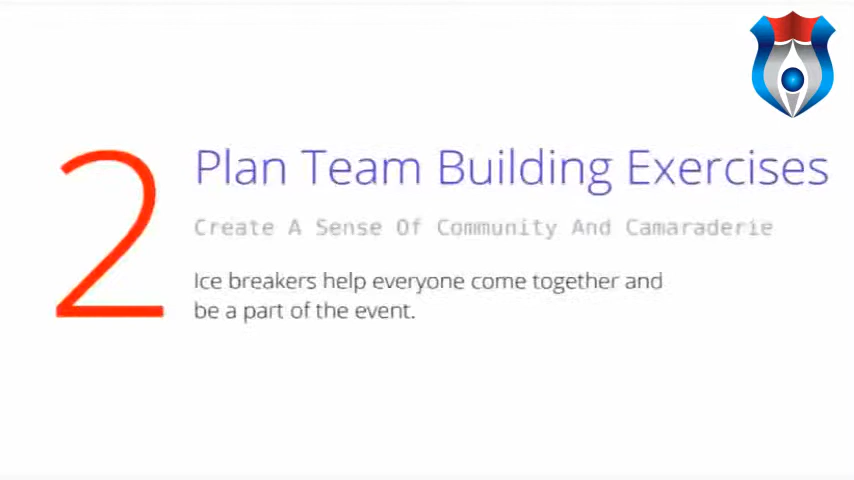 2
Plan Team Building Exercises
Create A Sense Of Community And Camaraderie
Ice breakers help everyone come together and
be a part of the event.